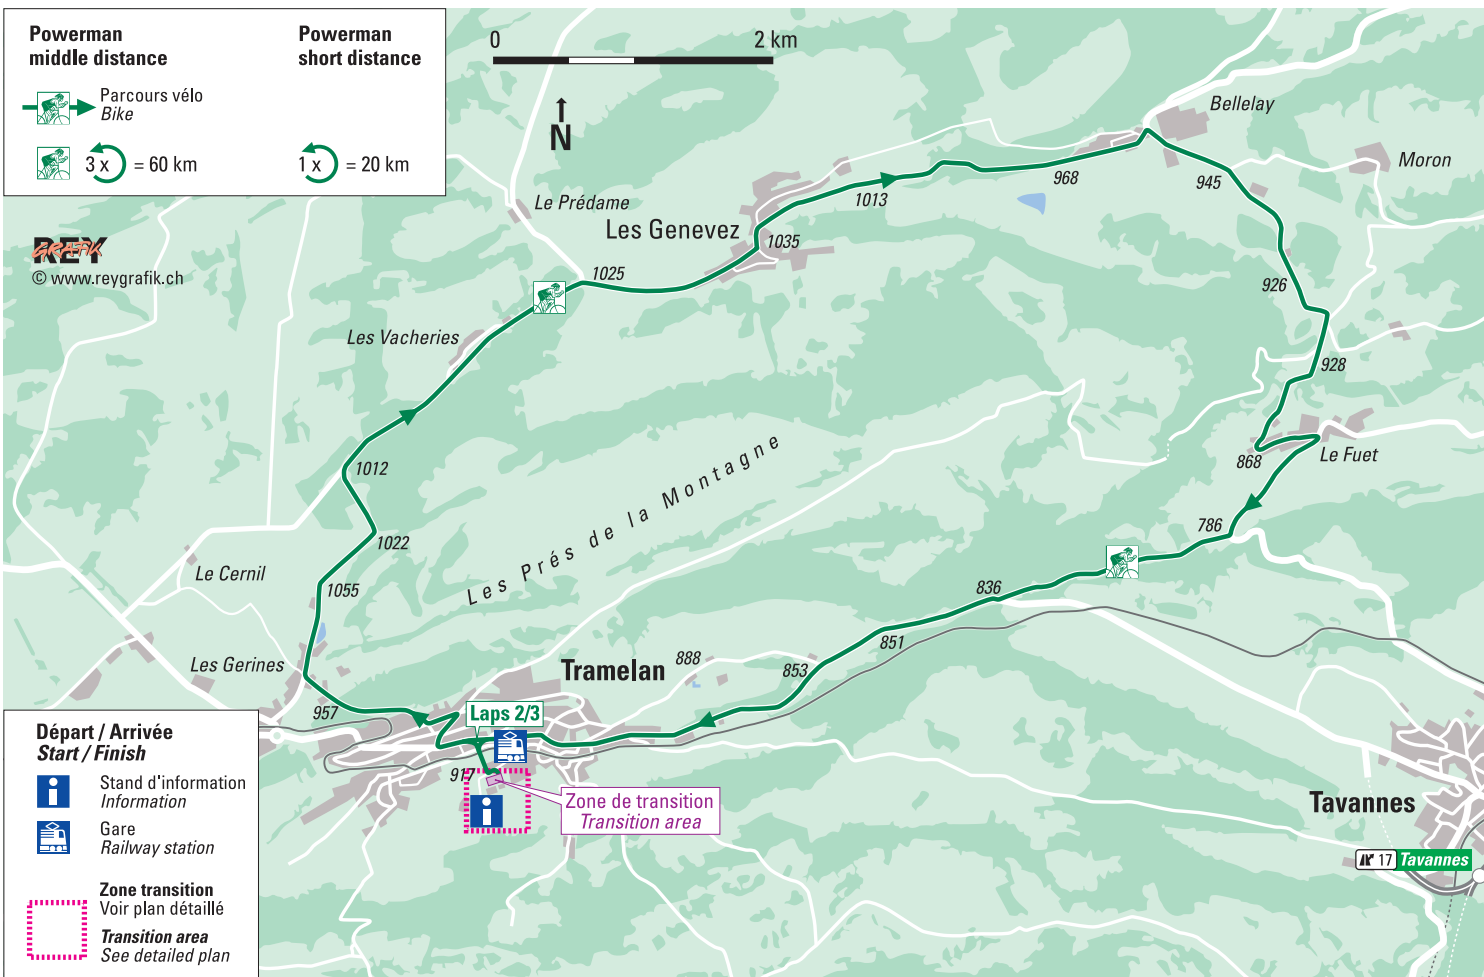 Powerman
middle distance
Powerman
short distance
Parcours vélo
Bike
3 x = 60 km
1 x = 20 km
0 2 km
N
REY
GRAFIK
© www.reygrafik.ch
Bellelay
Moron
945
968
Le Prédame
1013
Les Genevez
1035
1025
926
Les Vacheries
928
Le Fuet
868
1012
Les Prés de la Montagne
786
1022
Le Cernil
1055
836
851
Les Gerines
Tramelan
888
853
957
Laps 2/3
917
Zone de transition
Transition area
Tavannes
17 Tavannes
Départ / Arrivée
Start / Finish
Stand d'information
Information
Gare
Railway station
Zone transition
Voir plan détaillé
Transition area
See detailed plan